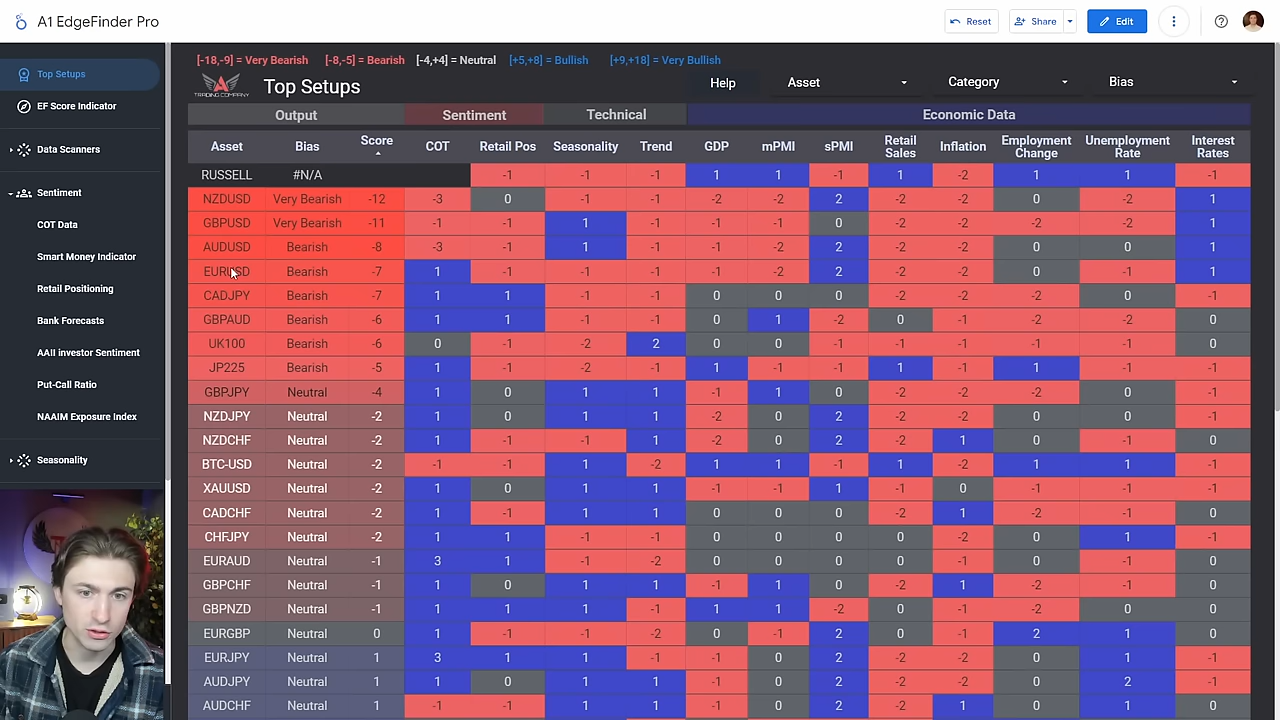 A1 EdgeFinder Pro
Reset
Share
Edit
Top Setups
EF Score Indicator
Data Scanners
Sentiment
COT Data
Smart Money Indicator
Retail Positioning
Bank Forecasts
AAII investor Sentiment
Put-Call Ratio
NAAIM Exposure Index
Seasonality
[-18,-9] = Very Bearish [-8,-5] = Bearish [-4,+4] = Neutral [+5,+8] = Bullish [+9,+18] = Very Bullish
TRADING COMPANY
Top Setups Help Asset Category Bias
Output Sentiment Technical Economic Data
Asset Bias Score COT Retail Pos Seasonality Trend GDP mPMI sPMI Retail Sales Inflation Employment Change Unemployment Rate Interest Rates
RUSSELL #N/A -1 -1 -1 1 1 -1 1 -2 1 1 -1
NZDUSD Very Bearish -12 -3 0 -1 -1 -2 -2 2 -2 -2 -2 -2 1
GBPUSD Very Bearish -11 -1 -1 1 -1 -1 -1 0 -2 -2 -2 -2 1
AUDUSD Bearish -8 -3 -1 1 -1 -1 -2 2 -2 -2 0 0 1
EURUSD Bearish -7 1 -1 -1 -1 -1 -2 2 -2 -2 0 -1 1
CADJPY Bearish -7 1 1 -1 -1 0 0 0 -2 -2 -2 0 -1
GBPAUD Bearish -6 1 1 -1 -1 0 1 -2 0 -1 -2 -2 0
UK100 Bearish -6 0 -1 -2 2 0 0 -1 -1 -1 -1 -1 -1
JP225 Bearish -5 1 -1 -2 -1 1 -1 -1 1 -1 1 -1 -1
GBPJPY Neutral -4 1 0 1 1 -1 1 0 -2 -2 -2 0 -1
NZDJPY Neutral -2 1 0 1 1 -2 0 2 -2 -2 0 0 -1
NZDCHF Neutral -2 1 -1 -1 1 -2 0 2 -2 1 0 -1 0
BTC-USD Neutral -2 -1 -1 1 -2 1 1 -1 1 -2 1 1 -1
XAUUSD Neutral -2 1 0 1 1 -1 -1 1 -1 0 -1 -1 -1
CADCHF Neutral -2 1 -1 1 1 0 0 0 -2 1 -2 -1 0
CHFJPY Neutral -2 1 1 -1 -1 0 0 0 0 -2 0 1 -1
EURAUD Neutral -1 3 1 -1 -2 0 0 0 0 -1 0 -1 0
GBPCHF Neutral -1 1 0 1 1 -1 1 0 -2 1 -2 -1 0
GBPNZD Neutral -1 1 1 1 -1 1 1 -2 0 -1 -2 0 0
EURGBP Neutral 0 1 -1 -1 -2 0 -1 2 0 -1 2 1 0
EURJPY Neutral 1 3 1 1 -1 -1 0 2 -2 -2 0 1 -1
AUDJPY Neutral 1 1 0 1 1 -1 0 2 -2 -2 0 2 -1
AUDCHF Neutral 1 -1 -1 1 1 -1 0 2 -2 1 0 1 0